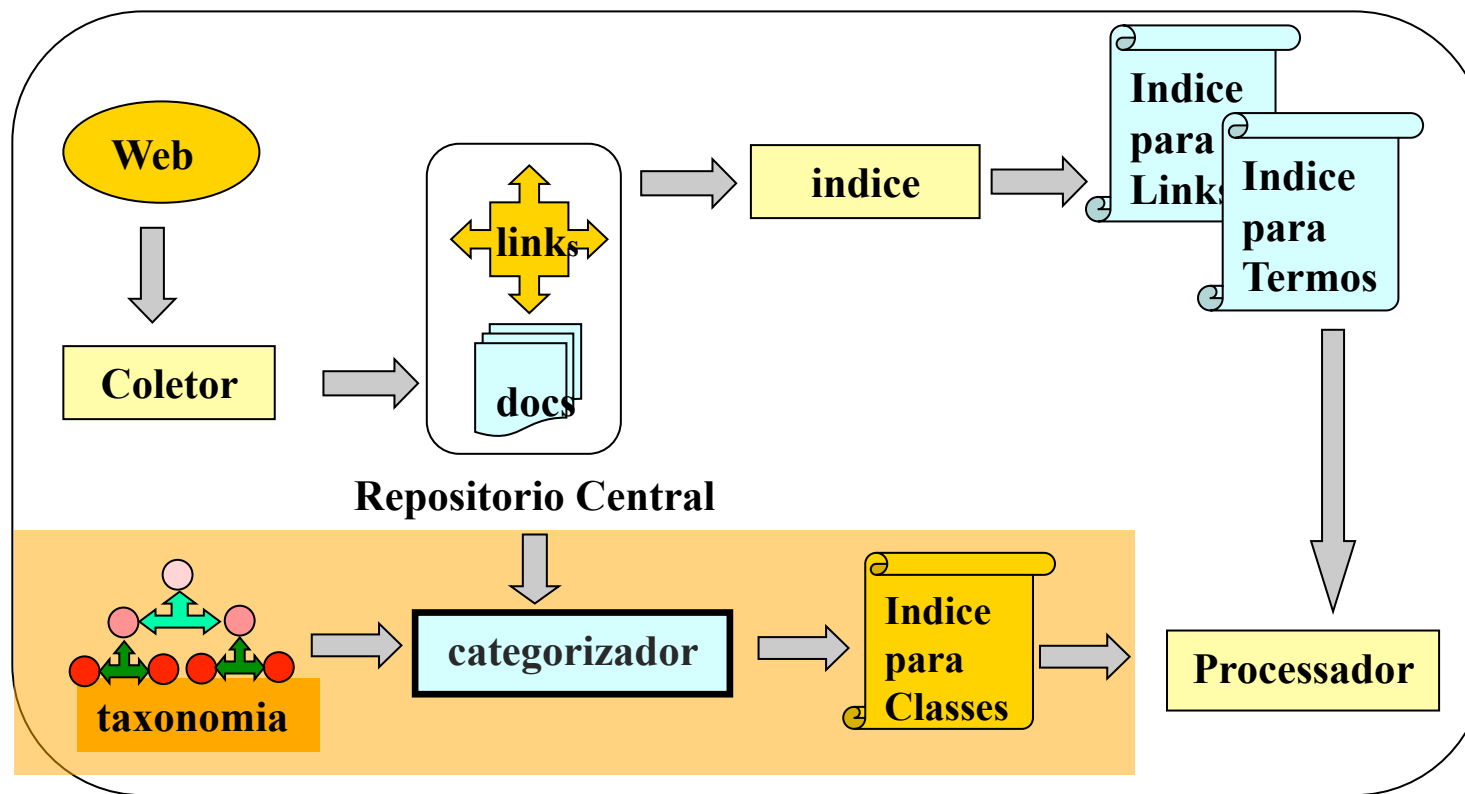 Web
Coletor
links
docs
Repositorio Central
indice
Indice
para
Links
Indice
para
Termos
taxonomia
categorizador
Indice
para
Classes
Processador